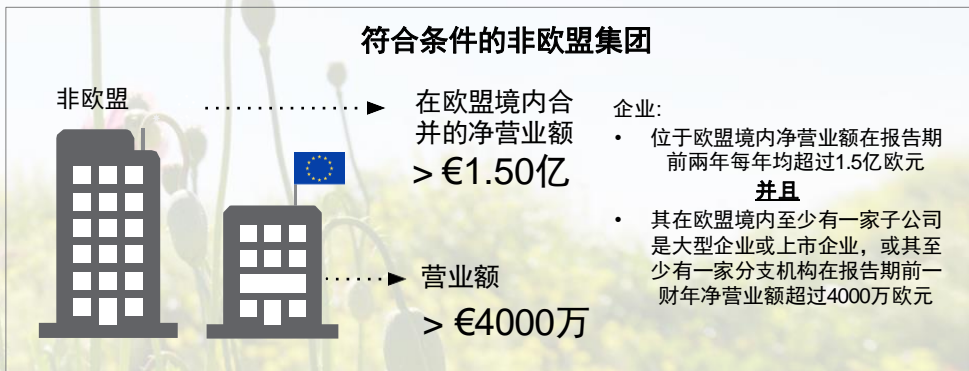 符合条件的非欧盟集团
非欧盟
在欧盟境内合
并的净营业额
> €1.50亿
营业额
> €4000万
企业:
• 位于欧盟境内净营业额在报告期
前兩年每年均超过1.5亿欧元
并且
• 其在欧盟境内至少有一家子公司
是大型企业或上市企业，或其至
少有一家分支机构在报告期前一
财年净营业额超过4000万欧元